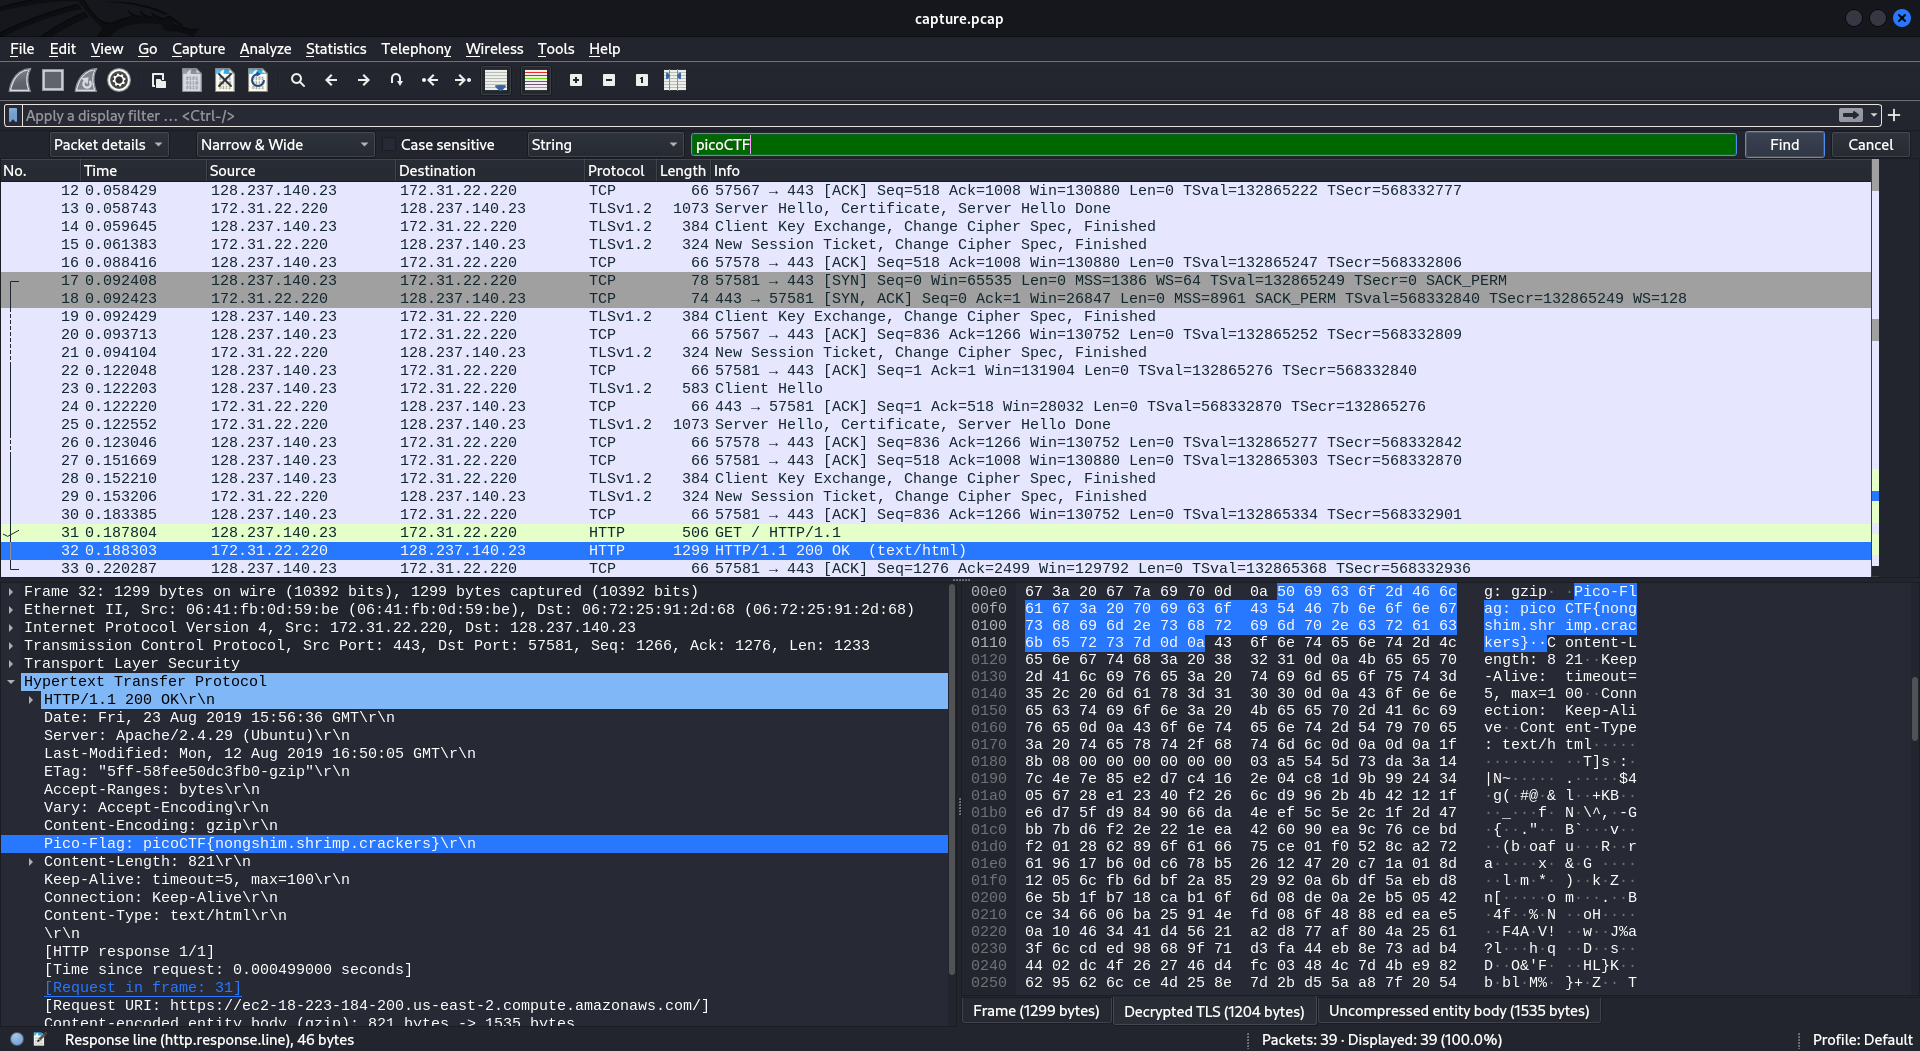 capture.pcap
File Edit View Go Capture Analyze Statistics Telephony Wireless Tools Help
Apply a display filter … <Ctrl-/>
Packet details Narrow & Wide Case sensitive String picoCTF Find Cancel
No. Time Source Destination Protocol Length Info
12 0.058429 128.237.140.23 172.31.22.220 TCP 66 57567 → 443 [ACK] Seq=518 Ack=1008 Win=130880 Len=0 TSval=132865222 TSecr=568332777
13 0.058743 172.31.22.220 128.237.140.23 TLSv1.2 1073 Server Hello, Certificate, Server Hello Done
14 0.059645 128.237.140.23 172.31.22.220 TLSv1.2 384 Client Key Exchange, Change Cipher Spec, Finished
15 0.061383 172.31.22.220 128.237.140.23 TLSv1.2 324 New Session Ticket, Change Cipher Spec, Finished
16 0.088416 128.237.140.23 172.31.22.220 TCP 66 57578 → 443 [ACK] Seq=518 Ack=1008 Win=130880 Len=0 TSval=132865247 TSecr=568332806
17 0.092408 128.237.140.23 172.31.22.220 TCP 78 57581 → 443 [SYN] Seq=0 Win=65535 Len=0 MSS=1386 WS=64 TSval=132865249 TSecr=0 SACK_PERM
18 0.092423 172.31.22.220 128.237.140.23 TCP 74 443 → 57581 [SYN, ACK] Seq=0 Ack=1 Win=26847 Len=0 MSS=8961 SACK_PERM TSval=568332840 TSecr=132865249 WS=128
19 0.092429 128.237.140.23 172.31.22.220 TLSv1.2 384 Client Key Exchange, Change Cipher Spec, Finished
20 0.093713 128.237.140.23 172.31.22.220 TCP 66 57567 → 443 [ACK] Seq=836 Ack=1266 Win=130752 Len=0 TSval=132865252 TSecr=568332809
21 0.094104 172.31.22.220 128.237.140.23 TLSv1.2 324 New Session Ticket, Change Cipher Spec, Finished
22 0.122048 128.237.140.23 172.31.22.220 TCP 66 57581 → 443 [ACK] Seq=1 Ack=1 Win=131904 Len=0 TSval=132865276 TSecr=568332840
23 0.122203 128.237.140.23 172.31.22.220 TLSv1.2 583 Client Hello
24 0.122220 172.31.22.220 128.237.140.23 TCP 66 443 → 57581 [ACK] Seq=1 Ack=518 Win=28032 Len=0 TSval=568332870 TSecr=132865276
25 0.122552 172.31.22.220 128.237.140.23 TLSv1.2 1073 Server Hello, Certificate, Server Hello Done
26 0.123046 128.237.140.23 172.31.22.220 TCP 66 57578 → 443 [ACK] Seq=836 Ack=1266 Win=130752 Len=0 TSval=132865277 TSecr=568332842
27 0.151669 128.237.140.23 172.31.22.220 TCP 66 57581 → 443 [ACK] Seq=518 Ack=1008 Win=130880 Len=0 TSval=132865303 TSecr=568332870
28 0.152210 128.237.140.23 172.31.22.220 TLSv1.2 384 Client Key Exchange, Change Cipher Spec, Finished
29 0.153206 172.31.22.220 128.237.140.23 TLSv1.2 324 New Session Ticket, Change Cipher Spec, Finished
30 0.183385 128.237.140.23 172.31.22.220 TCP 66 57581 → 443 [ACK] Seq=836 Ack=1266 Win=130752 Len=0 TSval=132865334 TSecr=568332901
31 0.187804 128.237.140.23 172.31.22.220 HTTP 506 GET / HTTP/1.1
32 0.188303 172.31.22.220 128.237.140.23 HTTP 1299 HTTP/1.1 200 OK (text/html)
33 0.220287 128.237.140.23 172.31.22.220 TCP 66 57581 → 443 [ACK] Seq=1276 Ack=2499 Win=129792 Len=0 TSval=132865368 TSecr=568332936
Frame 32: 1299 bytes on wire (10392 bits), 1299 bytes captured (10392 bits)
Ethernet II, Src: 06:41:fb:0d:59:be (06:41:fb:0d:59:be), Dst: 06:72:25:91:2d:68 (06:72:25:91:2d:68)
Internet Protocol Version 4, Src: 172.31.22.220, Dst: 128.237.140.23
Transmission Control Protocol, Src Port: 443, Dst Port: 57581, Seq: 1266, Ack: 1276, Len: 1233
Transport Layer Security
Hypertext Transfer Protocol
HTTP/1.1 200 OK\r\n
Date: Fri, 23 Aug 2019 15:56:36 GMT\r\n
Server: Apache/2.4.29 (Ubuntu)\r\n
Last-Modified: Mon, 12 Aug 2019 16:50:05 GMT\r\n
ETag: "5ff-58fee50dc3fb0-gzip"\r\n
Accept-Ranges: bytes\r\n
Vary: Accept-Encoding\r\n
Content-Encoding: gzip\r\n
Pico-Flag: picoCTF{nongshim.shrimp.crackers}\r\n
Content-Length: 821\r\n
Keep-Alive: timeout=5, max=100\r\n
Connection: Keep-Alive\r\n
Content-Type: text/html\r\n
\r\n
[HTTP response 1/1]
[Time since request: 0.000499000 seconds]
[Request in frame: 31]
[Request URI: https://ec2-18-223-184-200.us-east-2.compute.amazonaws.com/]
Content-encoded entity body (gzip): 821 bytes -> 1535 bytes
00e0 67 3a 20 67 7a 69 70 0d 0a 50 69 63 6f 2d 46 6c g: gzip· ·Pico-Fl
00f0 61 67 3a 20 70 69 63 6f 43 54 46 7b 6e 6f 6e 67 ag: pico CTF{nong
0100 73 68 69 6d 2e 73 68 72 69 6d 70 2e 63 72 61 63 shim.shr imp.crac
0110 6b 65 72 73 7d 0d 0a 43 6f 6e 74 65 6e 74 2d 4c kers}··C ontent-L
0120 65 6e 67 74 68 3a 20 38 32 31 0d 0a 4b 65 65 70 ength: 8 21··Keep
0130 2d 41 6c 69 76 65 3a 20 74 69 6d 65 6f 75 74 3d -Alive: timeout=
0140 35 2c 20 6d 61 78 3d 31 30 30 0d 0a 43 6f 6e 6e 5, max=1 00··Conn
0150 65 63 74 69 6f 6e 3a 20 4b 65 65 70 2d 41 6c 69 ection: Keep-Ali
0160 76 65 0d 0a 43 6f 6e 74 65 6e 74 2d 54 79 70 65 ve··Cont ent-Type
0170 3a 20 74 65 78 74 2f 68 74 6d 6c 0d 0a 0d 0a 1f : text/h tml·····
0180 8b 08 00 00 00 00 00 00 03 a5 54 5d 73 da 3a 14 ········ ··T]s·:·
0190 7c 4e 7e 85 e2 d7 c4 16 2e 04 c8 1d 9b 99 24 34 |N~····· .·····$4
01a0 05 67 28 e1 23 40 f2 26 6c d9 96 2b 4b 42 12 1f ·g(·#@·& l··+KB··
01b0 e6 d7 5f d9 84 90 66 da 4e ef 5c 5e 2c 1f 2d 47 ··_···f· N·\^,·-G
01c0 bb 7b d6 f2 2e 22 1e ea 42 60 90 ea 9c 76 ce bd ·{··."·· B`···v··
01d0 f2 01 28 62 89 6f 61 66 75 ce 01 f0 52 8c a2 72 ··(b·oaf u···R··r
01e0 61 96 17 b6 0d c6 78 b5 26 12 47 20 c7 1a 01 8d a·····x· &·G ····
01f0 12 05 6c fb 6d bf 2a 85 29 92 0a 6b df 5a eb d8 ··l·m·*· )··k·Z··
0200 6e 5b 1f b7 18 ca b1 6f 6d 08 de 0a 2e b5 05 42 n[·····o m···.··B
0210 ce 34 66 06 ba 25 91 4e fd 08 6f 48 88 ed ea e5 ·4f··%·N ··oH····
0220 0a 10 46 34 41 d4 56 21 a2 d8 77 af 80 4a 25 61 ··F4A·V! ··w··J%a
0230 3f 6c cd ed 98 68 9f 71 d3 fa 44 eb 8e 73 ad b4 ?l···h·q ··D··s··
0240 44 02 dc 4f 26 27 46 d4 fc 03 48 4c 7d 4b e9 82 D··O&'F· ··HL}K··
0250 62 95 62 6c ce 4d 25 8e 7d 2b d5 5a a8 7f 20 54 b·bl·M%· }+·Z·· T
Frame (1299 bytes) Decrypted TLS (1204 bytes) Uncompressed entity body (1535 bytes)
Response line (http.response.line), 46 bytes Packets: 39 · Displayed: 39 (100.0%) Profile: Default